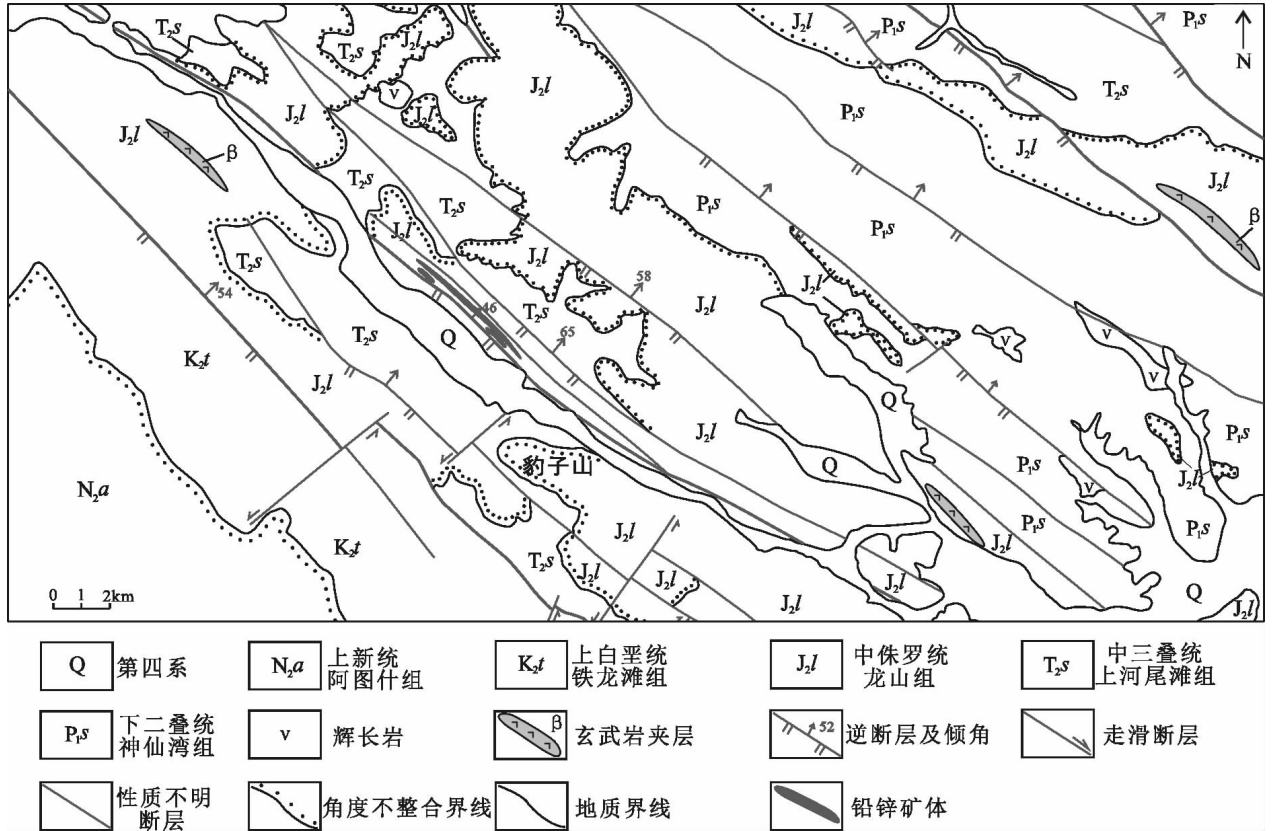 T₂s
T₂s
J₂l
J₂l
P₁s
P₁s
N
J₂l
J₂l
ν
J₂l
J₂l
P₁s
T₂s
J₂l
β
T₂s
T₂s
P₁s
P₁s
J₂l
β
J₂l
T₂s
J₂l
J₂l
54
58
46
65
T₂s
J₂l
ν
ν
ν
K₂t
T₂s
Q
J₂l
Q
J₂l
豹子山
Q
P₁s
P₁s
J₂l
ν
N₂a
K₂t
J₂l
T₂s
J₂l
J₂l
J₂l
J₂l
J₂l
P₁s
P₁s
Q
J₂l
0 1 2km
Q
第四系
N₂a
上新统
阿图什组
K₂t
上白垩统
铁龙滩组
J₂l
中侏罗统
龙山组
T₂s
中三叠统
上河尾滩组
P₁s
下二叠统
神仙湾组
ν
辉长岩
β
玄武岩夹层
52
逆断层及倾角
走滑断层
性质不明
断层
角度不整合界线
地质界线
铅锌矿体